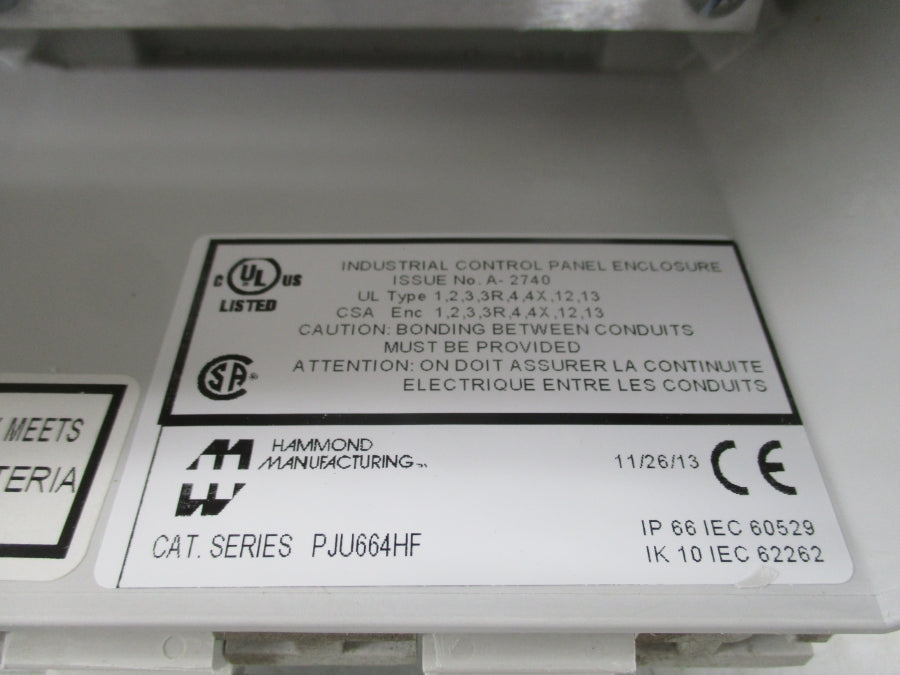 INDUSTRIAL CONTROL PANEL ENCLOSURE
ISSUE No. A- 2740
C UL US
LISTED
UL Type 1,2,3,3R,4,4X,12,13
CSA Enc 1,2,3,3R,4,4X,12,13
CAUTION: BONDING BETWEEN CONDUITS
MUST BE PROVIDED
SA
ATTENTION: ON DOIT ASSURER LA CONTINUITE
ELECTRIQUE ENTRE LES CONDUITS
MEETS
TERIA
HAMMOND
MANUFACTURING™
11/26/13 CE
CAT. SERIES PJU664HF
IP 66 IEC 60529
IK 10 IEC 62262